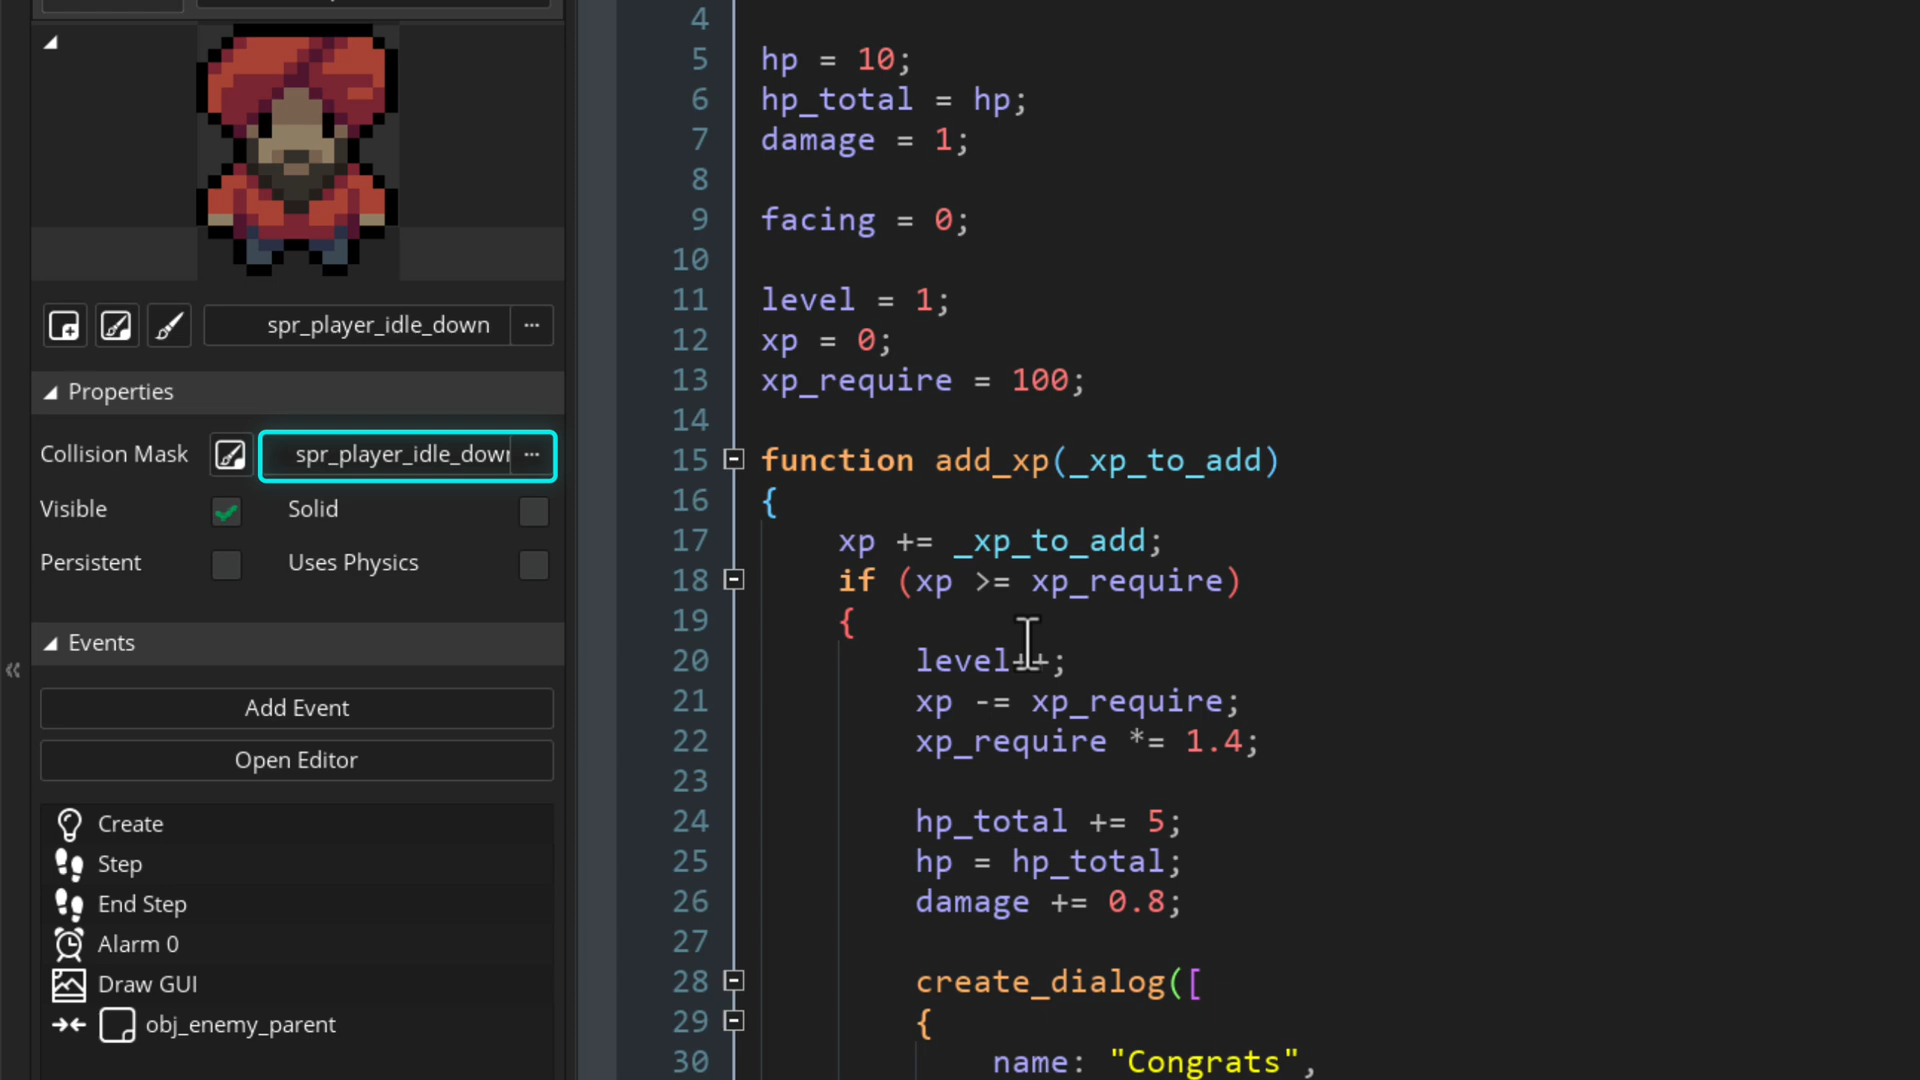 spr_player_idle_down
...
Properties
Collision Mask
spr_player_idle_down
...
Visible
Solid
Persistent
Uses Physics
Events
Add Event
Open Editor
Create
Step
End Step
Alarm 0
Draw GUI
obj_enemy_parent
4
5 hp = 10;
6 hp_total = hp;
7 damage = 1;
8
9 facing = 0;
10
11 level = 1;
12 xp = 0;
13 xp_require = 100;
14
15 function add_xp(_xp_to_add)
16 {
17 xp += _xp_to_add;
18 if (xp >= xp_require)
19 {
20 level++;
21 xp -= xp_require;
22 xp_require *= 1.4;
23
24 hp_total += 5;
25 hp = hp_total;
26 damage += 0.8;
27
28 create_dialog([
29 {
30 name: "Congrats",